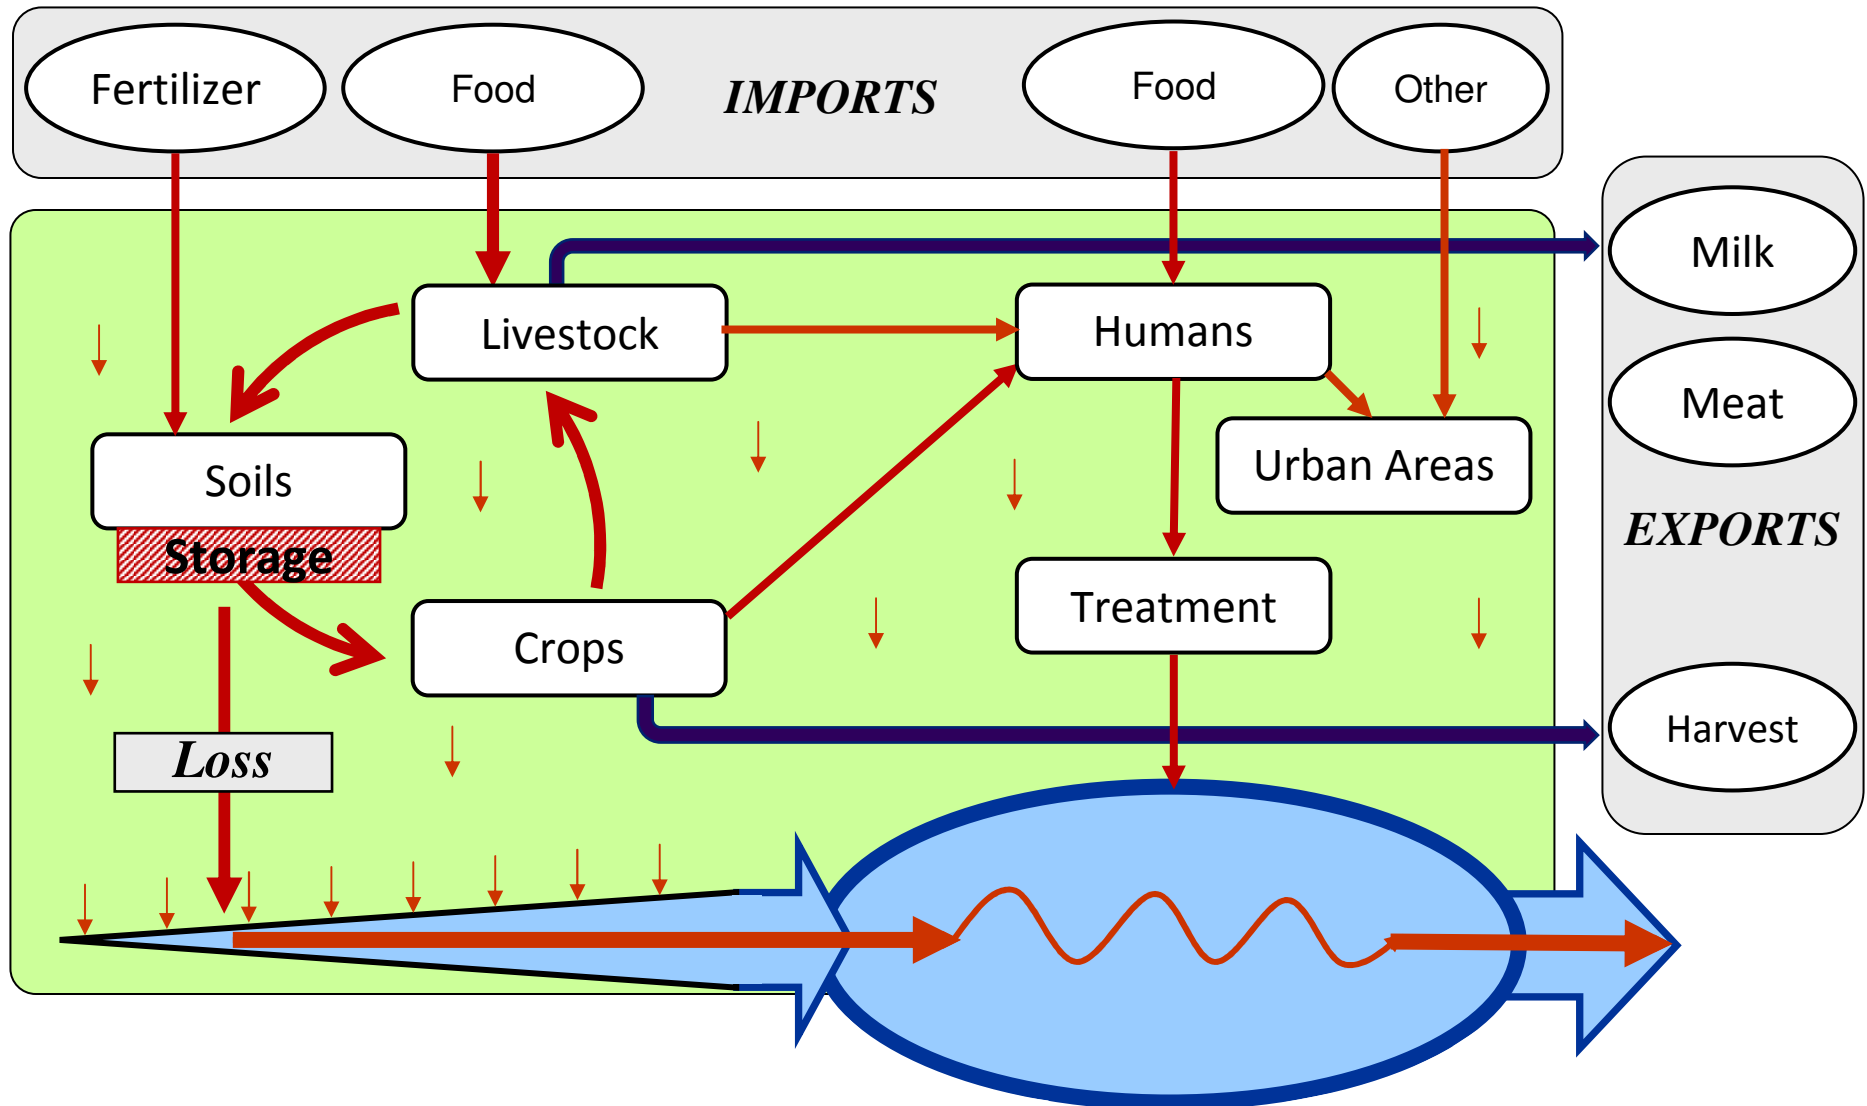 Fertilizer
Food
IMPORTS
Food
Other
Milk
Livestock
Humans
Meat
Soils
Urban Areas
Storage
EXPORTS
Treatment
Crops
Harvest
Loss